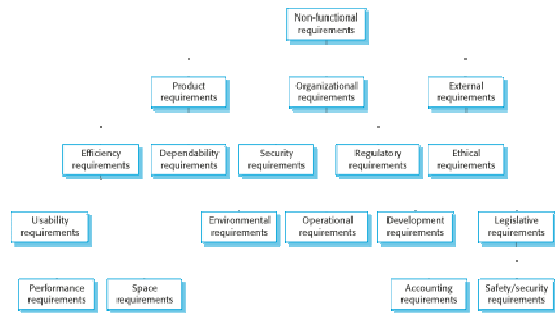 Non-functional
requirements
Product
requirements
Organizational
requirements
External
requirements
Efficiency
requirements
Dependability
requirements
Security
requirements
Regulatory
requirements
Ethical
requirements
Usability
requirements
Environmental
requirements
Operational
requirements
Development
requirements
Legislative
requirements
Performance
requirements
Space
requirements
Accounting
requirements
Safety/security
requirements